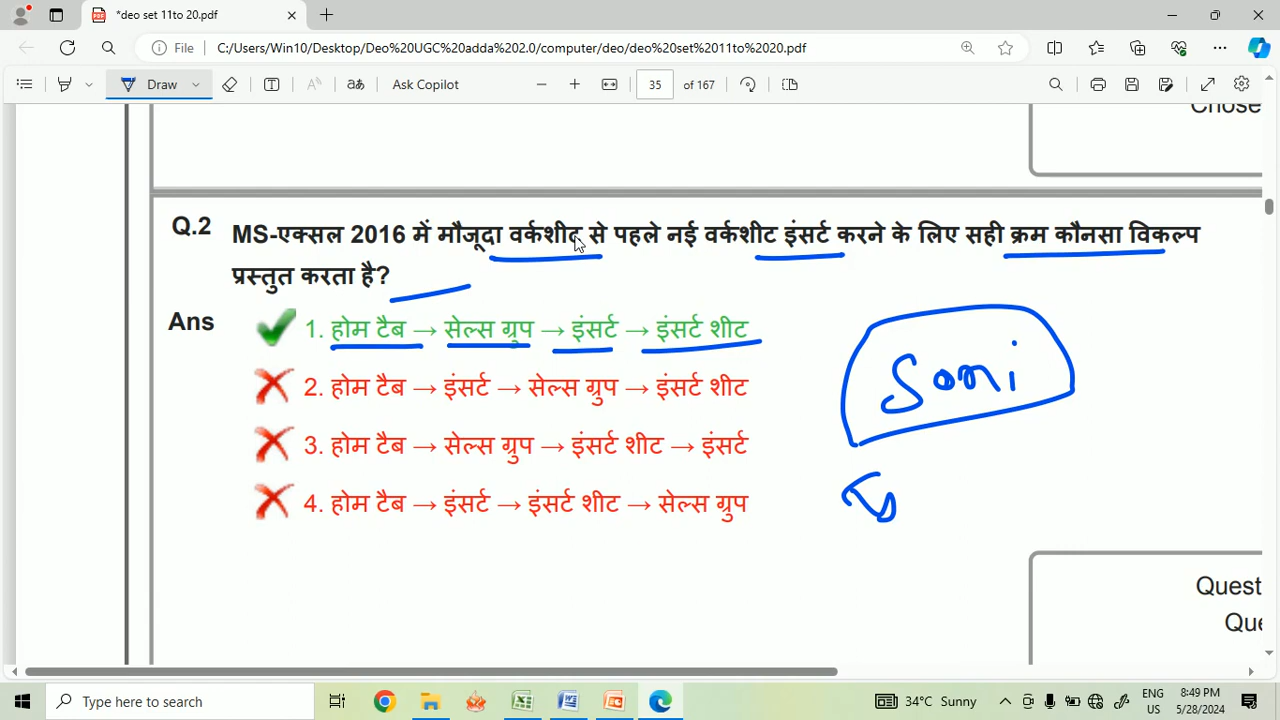 *deo set 11to 20.pdf
File C:/Users/Win10/Desktop/Deo%20UGC%20adda%202.0/computer/deo/deo%20set%2011to%2020.pdf
Draw Ask Copilot 35 of 167
Chose
Q.2 MS-एक्सल 2016 में मौजूदा वर्कशीट से पहले नई वर्कशीट इंसर्ट करने के लिए सही क्रम कौनसा विकल्प
प्रस्तुत करता है?
Ans 1. होम टैब → सेल्स ग्रुप → इंसर्ट → इंसर्ट शीट
2. होम टैब → इंसर्ट → सेल्स ग्रुप → इंसर्ट शीट
Somi
3. होम टैब → सेल्स ग्रुप → इंसर्ट शीट → इंसर्ट
4. होम टैब → इंसर्ट → इंसर्ट शीट → सेल्स ग्रुप
Quest
Que
Type here to search
34°C Sunny
ENG
US
8:49 PM
5/28/2024